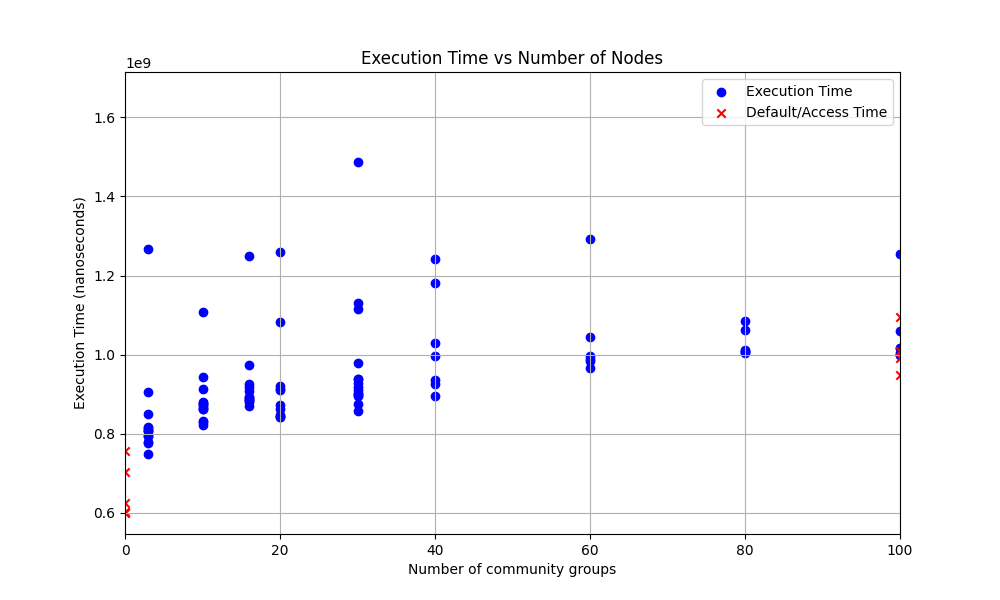 Execution Time vs Number of Nodes
1e9
Execution Time
Default/Access Time
1.6
1.4
1.2
1.0
0.8
0.6
Execution Time (nanoseconds)
0 20 40 60 80 100
Number of community groups